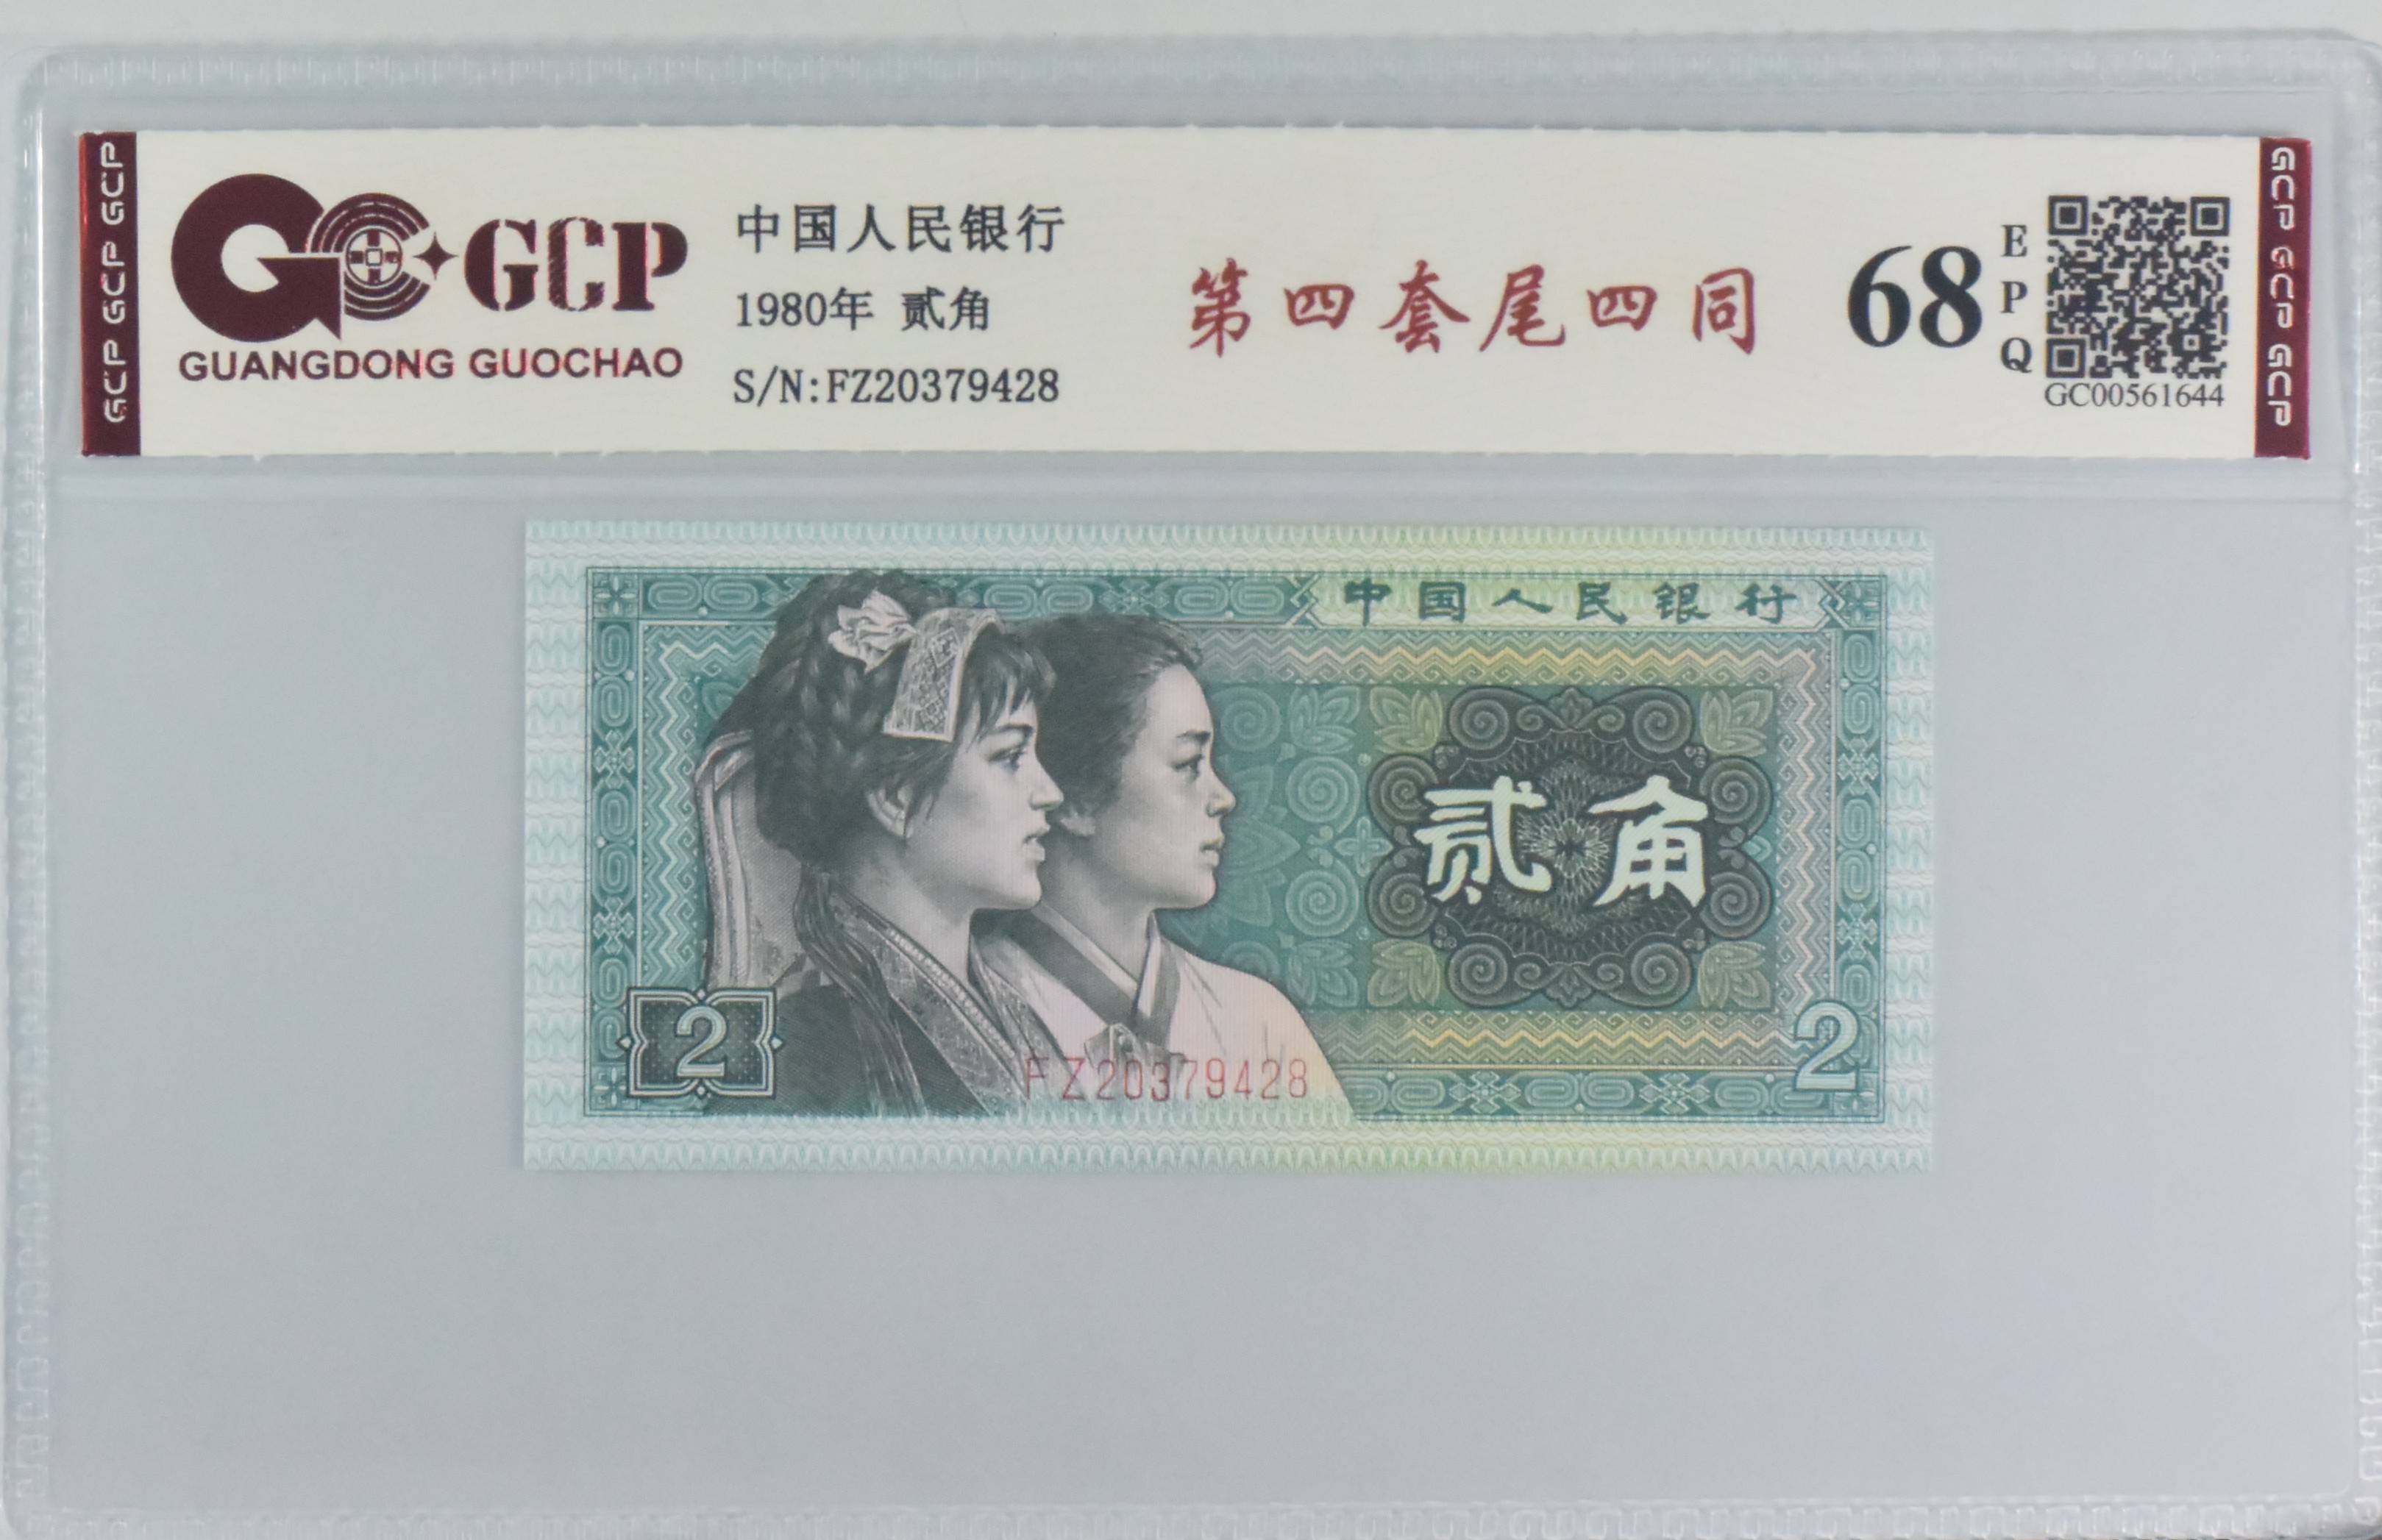 GCP GCP GCP
GCP
GUANGDONG GUOCHAO
中国人民银行
1980年 贰角
S/N:FZ20379428
第四套尾四同
68
EPQ
GC00561644
GCP GCP GCP
中国人民银行
贰角
2
FZ20379428
2